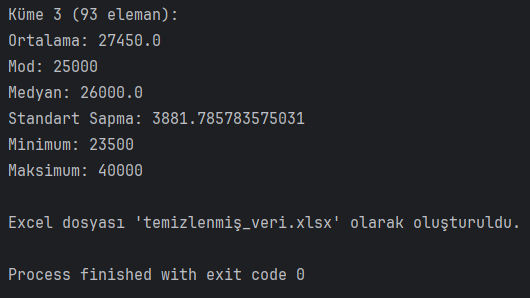 Küme 3 (93 eleman):
Ortalama: 27450.0
Mod: 25000
Medyan: 26000.0
Standart Sapma: 3881.785783575031
Minimum: 23500
Maksimum: 40000
Excel dosyası 'temizlenmiş_veri.xlsx' olarak oluşturuldu.
Process finished with exit code 0